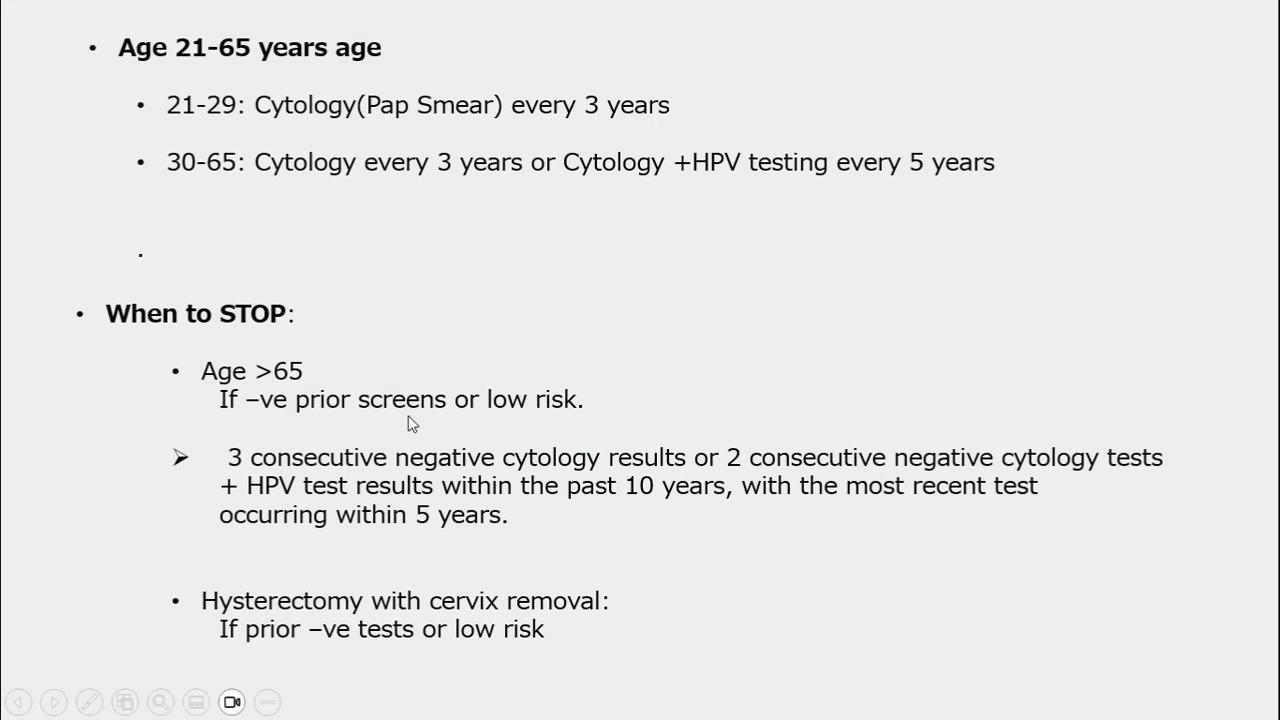 • Age 21-65 years age
• 21-29: Cytology(Pap Smear) every 3 years
• 30-65: Cytology every 3 years or Cytology +HPV testing every 5 years
.
• When to STOP:
• Age >65
If –ve prior screens or low risk.
➢ 3 consecutive negative cytology results or 2 consecutive negative cytology tests
+ HPV test results within the past 10 years, with the most recent test
occurring within 5 years.
• Hysterectomy with cervix removal:
If prior –ve tests or low risk